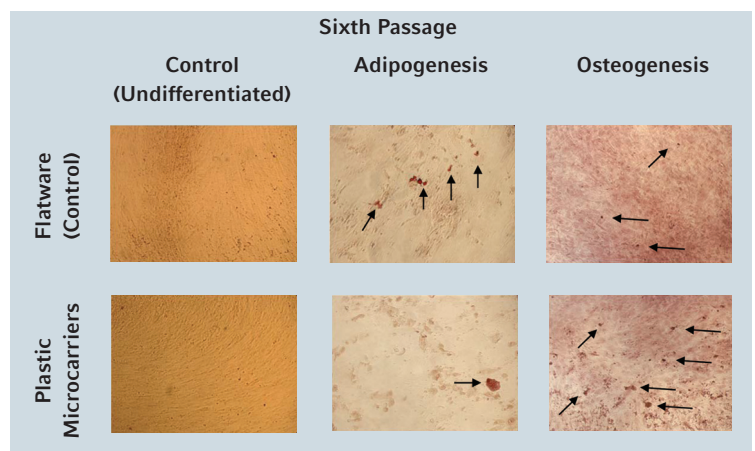 Sixth Passage
Control
(Undifferentiated)
Adipogenesis
Osteogenesis
Flatware
(Control)
Plastic
Microcarriers